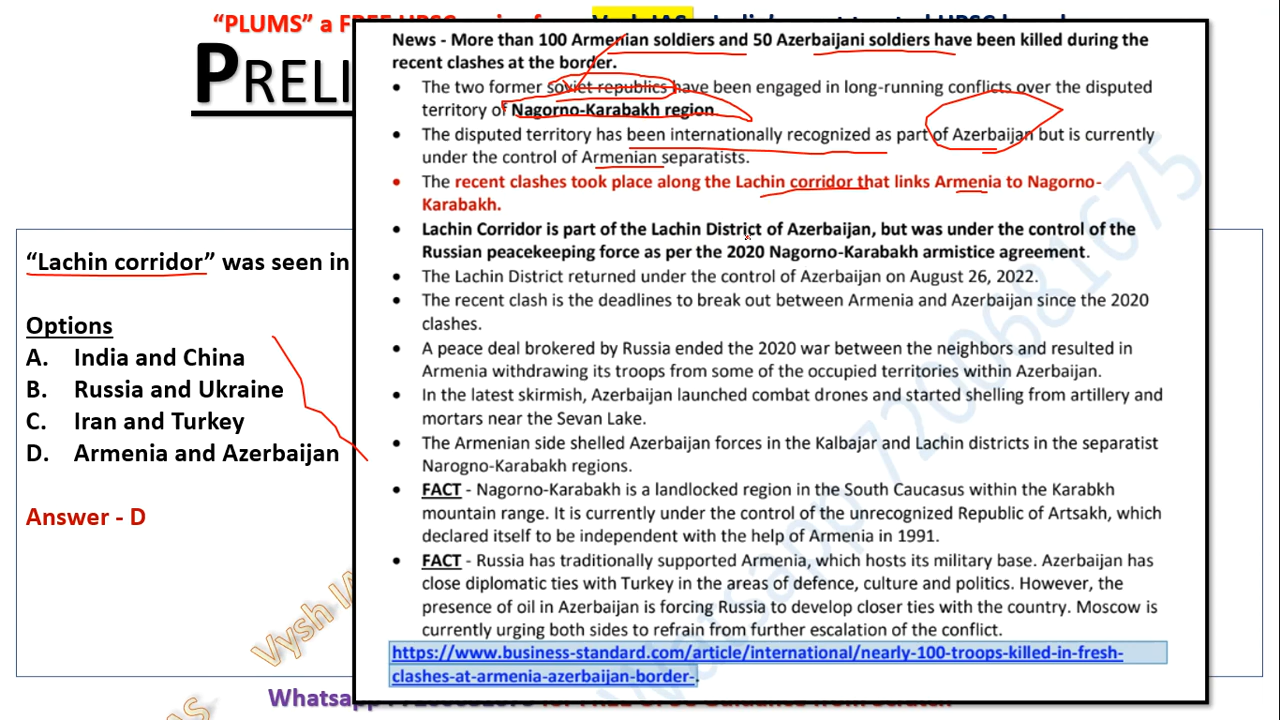 "PLUMS" a F
PRELI
"Lachin corridor" was seen in
Options
A. India and China
B. Russia and Ukraine
C. Iran and Turkey
D. Armenia and Azerbaijan
Answer - D
News - More than 100 Armenian soldiers and 50 Azerbaijani soldiers have been killed during the
recent clashes at the border.
• The two former soviet republics have been engaged in long-running conflicts over the disputed
territory of Nagorno-Karabakh region.
• The disputed territory has been internationally recognized as part of Azerbaijan but is currently
under the control of Armenian separatists.
• The recent clashes took place along the Lachin corridor that links Armenia to Nagorno-
Karabakh.
• Lachin Corridor is part of the Lachin District of Azerbaijan, but was under the control of the
Russian peacekeeping force as per the 2020 Nagorno-Karabakh armistice agreement.
• The Lachin District returned under the control of Azerbaijan on August 26, 2022.
• The recent clash is the deadlines to break out between Armenia and Azerbaijan since the 2020
clashes.
• A peace deal brokered by Russia ended the 2020 war between the neighbors and resulted in
Armenia withdrawing its troops from some of the occupied territories within Azerbaijan.
• In the latest skirmish, Azerbaijan launched combat drones and started shelling from artillery and
mortars near the Sevan Lake.
• The Armenian side shelled Azerbaijan forces in the Kalbajar and Lachin districts in the separatist
Narogno-Karabakh regions.
• FACT - Nagorno-Karabakh is a landlocked region in the South Caucasus within the Karabkh
mountain range. It is currently under the control of the unrecognized Republic of Artsakh, which
declared itself to be independent with the help of Armenia in 1991.
• FACT - Russia has traditionally supported Armenia, which hosts its military base. Azerbaijan has
close diplomatic ties with Turkey in the areas of defence, culture and politics. However, the
presence of oil in Azerbaijan is forcing Russia to develop closer ties with the country. Moscow is
currently urging both sides to refrain from further escalation of the conflict.
https://www.business-standard.com/article/international/nearly-100-troops-killed-in-fresh-
clashes-at-armenia-azerbaijan-border-.
Whatsapp 7200681675
Vysh
AS
Whatsap